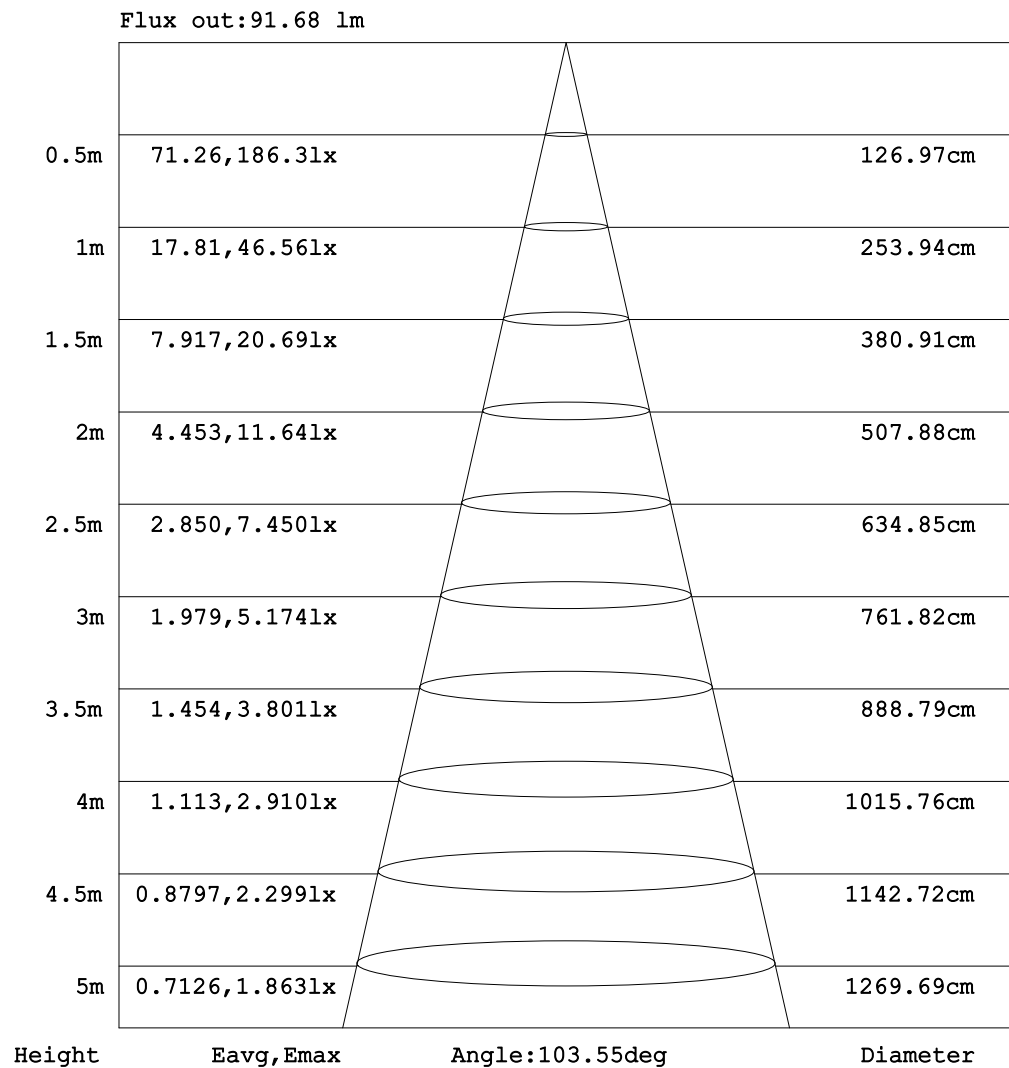 Flux out:91.68 lm
0.5m 71.26,186.3lx 126.97cm
1m 17.81,46.56lx 253.94cm
1.5m 7.917,20.69lx 380.91cm
2m 4.453,11.64lx 507.88cm
2.5m 2.850,7.450lx 634.85cm
3m 1.979,5.174lx 761.82cm
3.5m 1.454,3.801lx 888.79cm
4m 1.113,2.910lx 1015.76cm
4.5m 0.8797,2.299lx 1142.72cm
5m 0.7126,1.863lx 1269.69cm
Height Eavg,Emax Angle:103.55deg Diameter